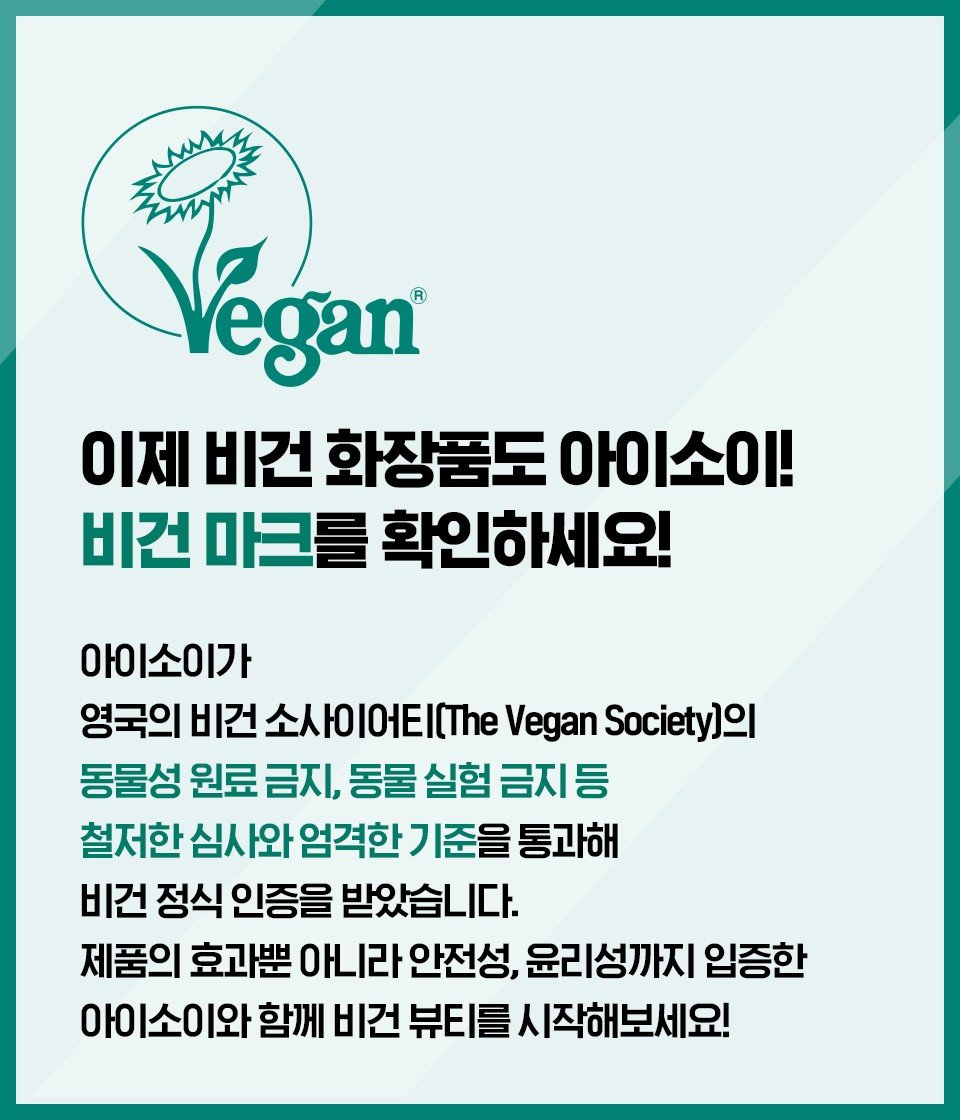 Vegan®
이제 비건 화장품도 아이소이!
비건 마크를 확인하세요!
아이소이가
영국의 비건 소사이어티(The Vegan Society)의
동물성 원료 금지, 동물 실험 금지 등
철저한 심사와 엄격한 기준을 통과해
비건 정식 인증을 받았습니다.
제품의 효과뿐 아니라 안전성, 윤리성까지 입증한
아이소이와 함께 비건 뷰티를 시작해보세요!